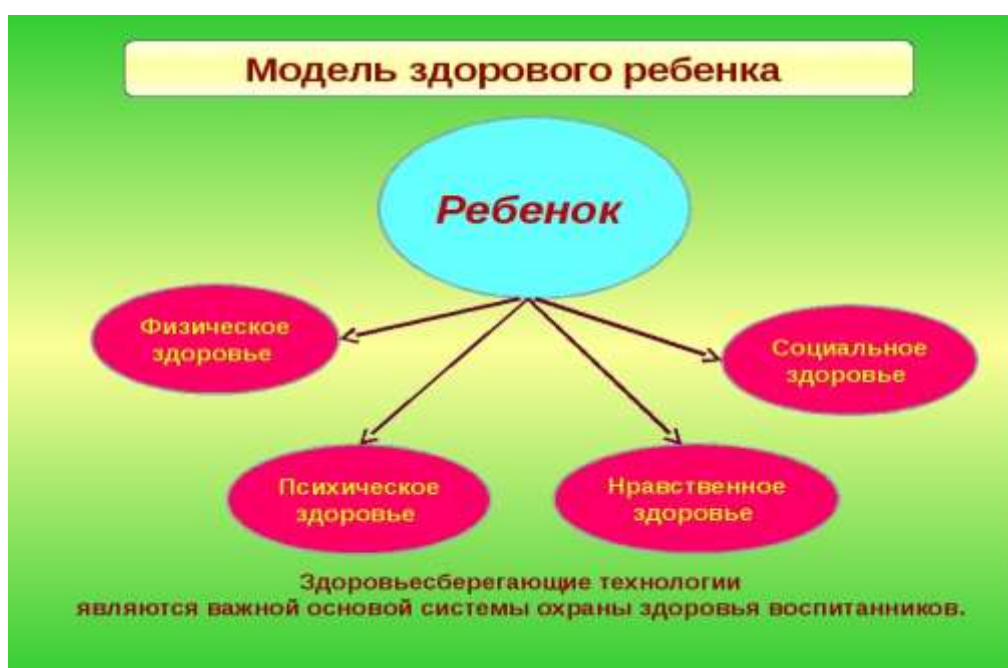 Модель здорового ребенка
Ребенок
Физическое
здоровье
Социальное
здоровье
Психическое
здоровье
Нравственное
здоровье
Здоровьесберегающие технологии
являются важной основой системы охраны здоровья воспитанников.